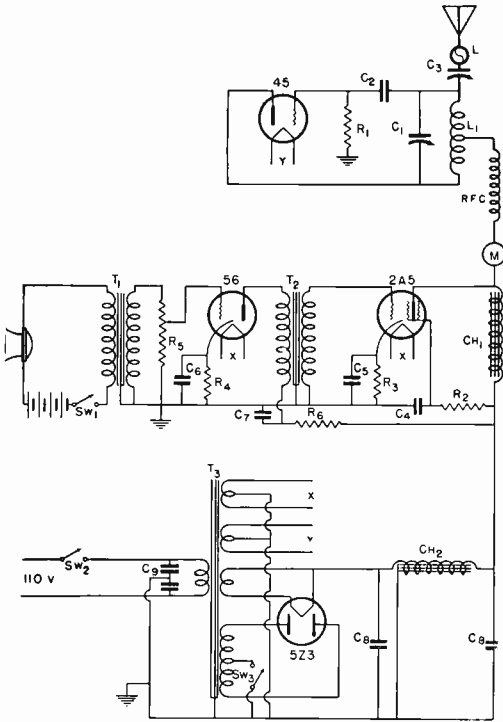 L
C3
45
C2
L1
R1
C1
Y
RFC
M
T1
56
T2
2A5
R5
CH1
X
X
C6
R4
C5
R3
R2
C4
Sw1
C7
R6
T3
X
Sw2
Y
CH2
C9
110 V
5Z3
C8
C8
Sw3